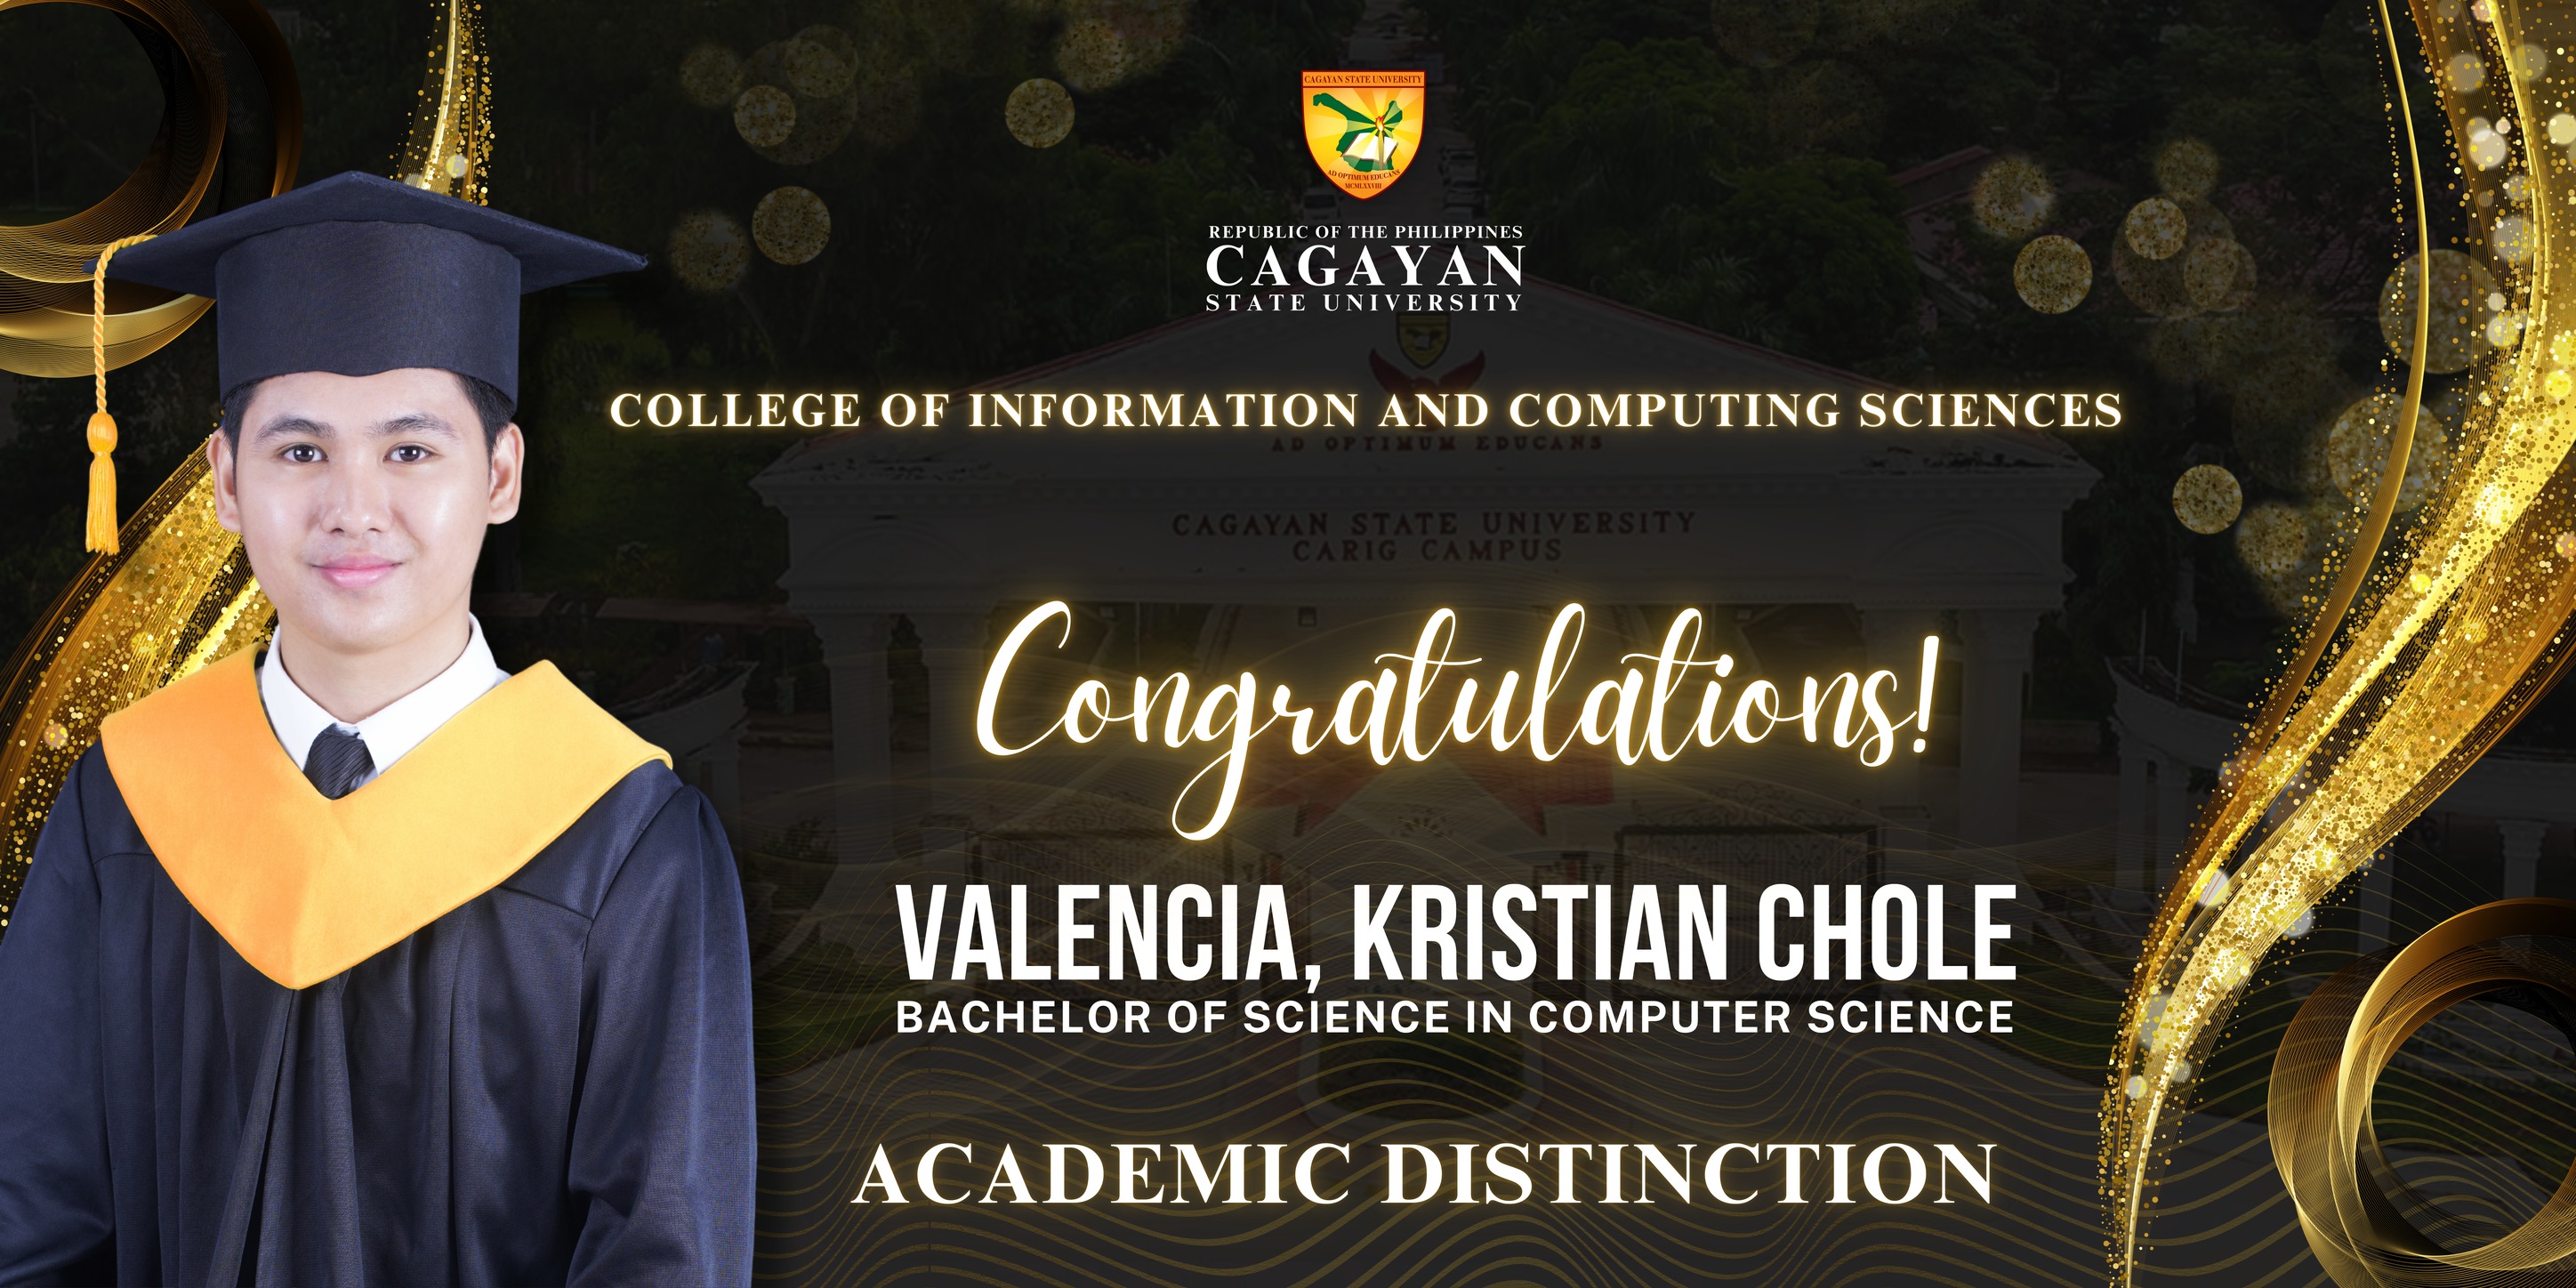 CAGAYAN STATE UNIVERSITY
AD OPTIMUM EDUCANS
MCMLXXVIII
REPUBLIC OF THE PHILIPPINES
CAGAYAN
STATE UNIVERSITY
COLLEGE OF INFORMATION AND COMPUTING SCIENCES
AD OPTIMUM EDUCANS
CAGAYAN STATE UNIVERSITY
CARIG CAMPUS
Congratulations!
VALENCIA, KRISTIAN CHOLE
BACHELOR OF SCIENCE IN COMPUTER SCIENCE
ACADEMIC DISTINCTION